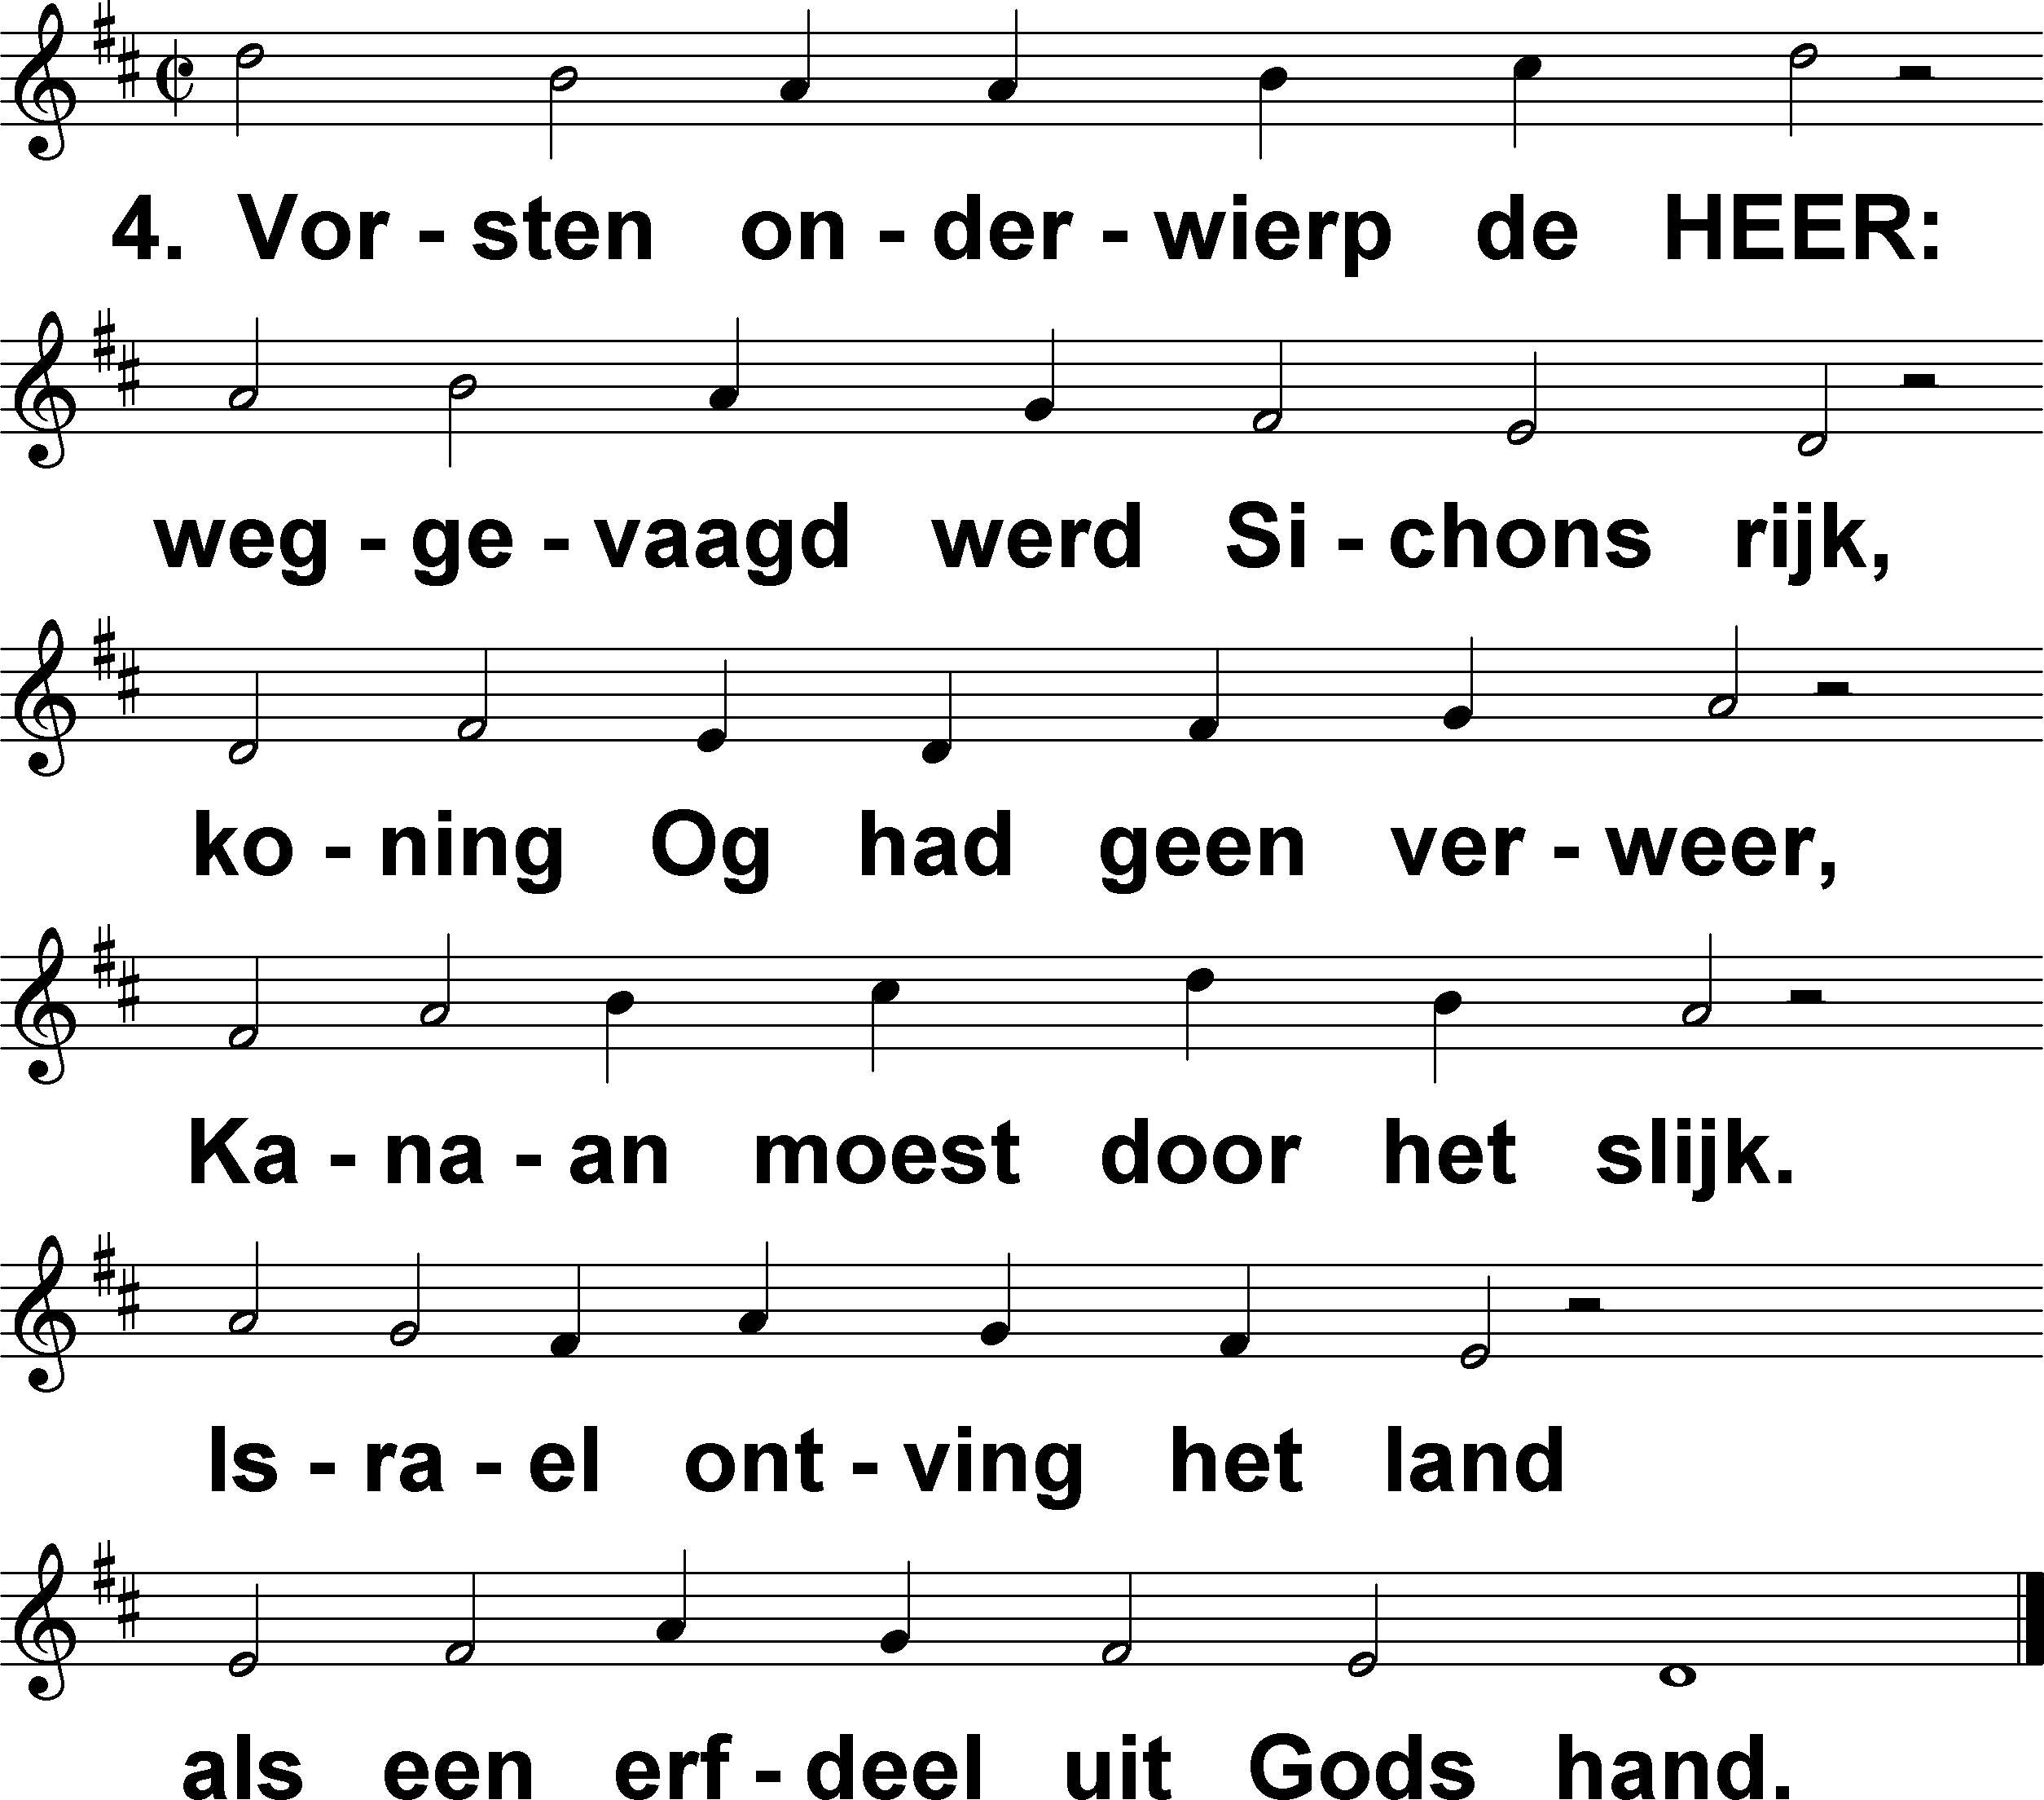 4. Vor - sten on - der - wierp de HEER:
weg - ge - vaagd werd Si - chons rijk,
ko - ning Og had geen ver - weer,
Ka - na - an moest door het slijk.
Is - ra - el ont - ving het land
als een erf - deel uit Gods hand.